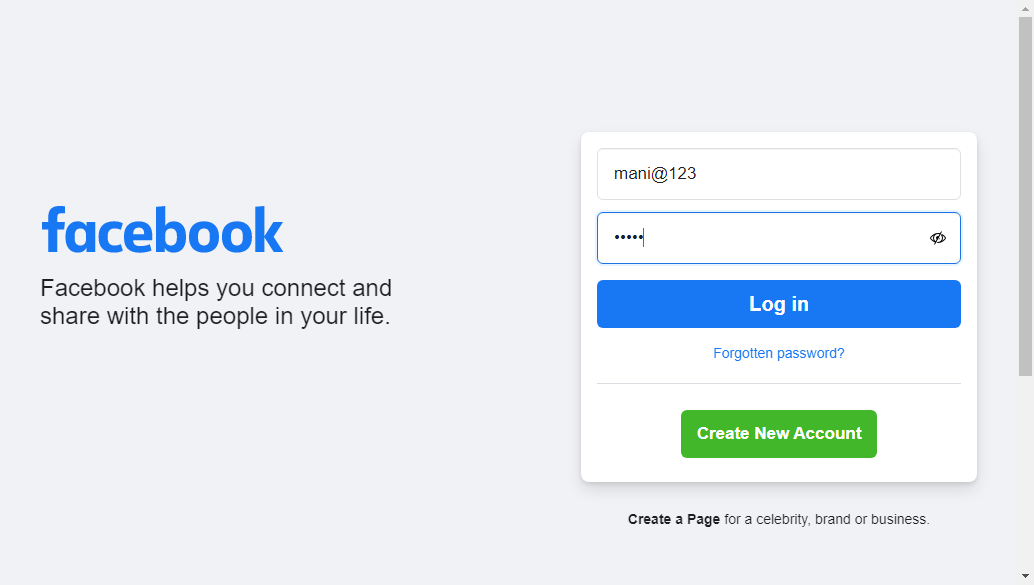 facebook
Facebook helps you connect and
share with the people in your life.
mani@123
•••••
Log in
Forgotten password?
Create New Account
Create a Page for a celebrity, brand or business.